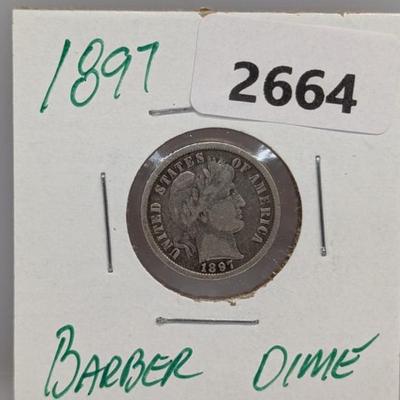 1897
2664
UNITED STATES OF AMERICA
1897
BARBER DIME